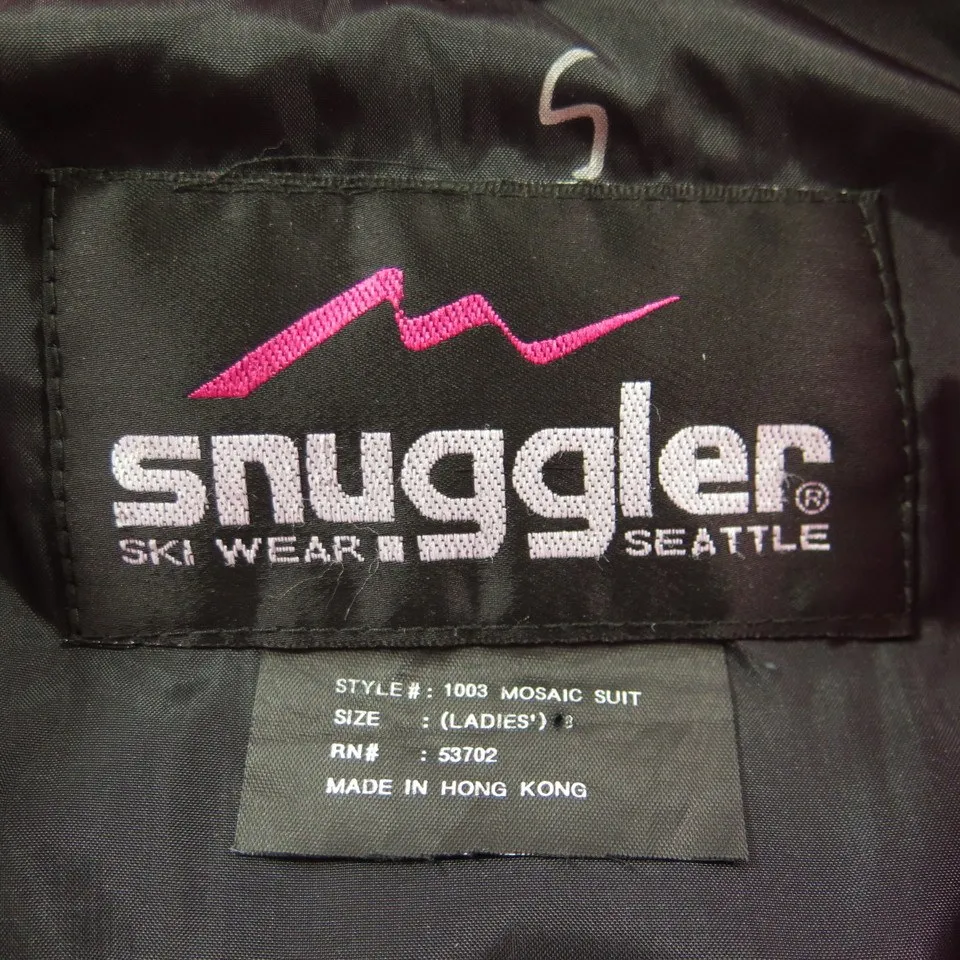 S
snuggler®
SKI WEAR SEATTLE
STYLE#: 1003 MOSAIC SUIT
SIZE : (LADIES')
RN# : 53702
MADE IN HONG KONG